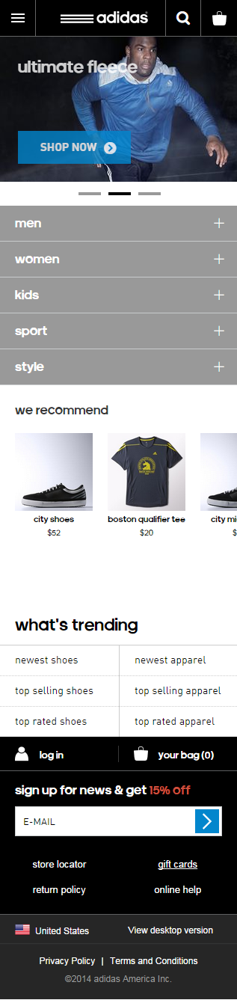 adidas
ultimate fleece
SHOP NOW
men
women
kids
sport
style
we recommend
city shoes
boston qualifier tee
city mi
$52
$20
$
what's trending
newest shoes
newest apparel
top selling shoes
top selling apparel
top rated shoes
top rated apparel
log in
your bag (0)
sign up for news & get 15% off
E-MAIL
store locator
gift cards
return policy
online help
United States
View desktop version
Privacy Policy | Terms and Conditions
©2014 adidas America Inc.